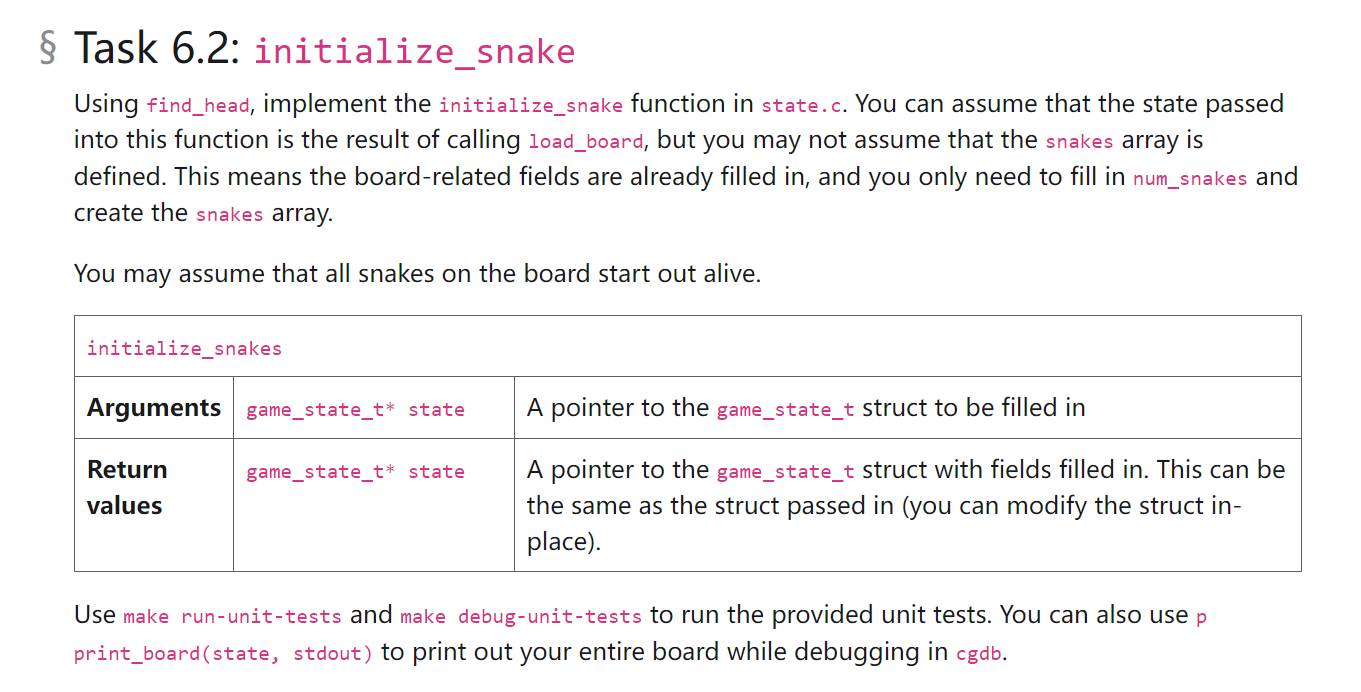 § Task 6.2: initialize_snake
Using find_head, implement the initialize_snake function in state.c. You can assume that the state passed
into this function is the result of calling load_board, but you may not assume that the snakes array is
defined. This means the board-related fields are already filled in, and you only need to fill in num_snakes and
create the snakes array.
You may assume that all snakes on the board start out alive.
initialize_snakes
Arguments game_state_t* state A pointer to the game_state_t struct to be filled in
Return game_state_t* state A pointer to the game_state_t struct with fields filled in. This can be
values the same as the struct passed in (you can modify the struct in-
place).
Use make run-unit-tests and make debug-unit-tests to run the provided unit tests. You can also use p
print_board(state, stdout) to print out your entire board while debugging in cgdb.